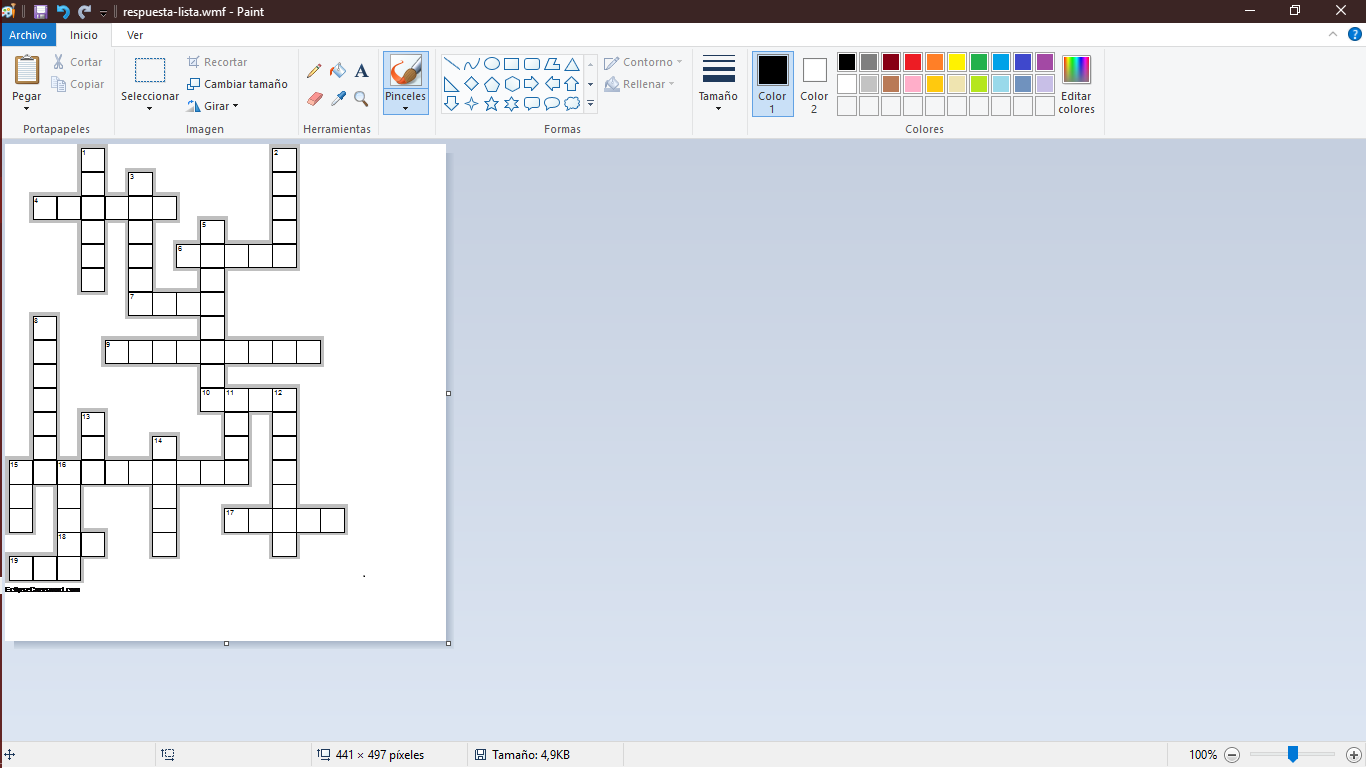 respuesta-lista.wmf - Paint
Archivo Inicio Ver
Pegar
Cortar
Copiar
Portapapeles
Seleccionar
Recortar
Cambiar tamaño
Girar
Imagen
A
Herramientas
Pinceles
Contorno
Rellenar
Formas
Tamaño
Color 1
Color 2
Editar colores
Colores
1 2
3
4
5
6
7
8
9
10 11 12
13
14
15 16
17
18
19
441 × 497 píxeles
Tamaño: 4,9KB
100%